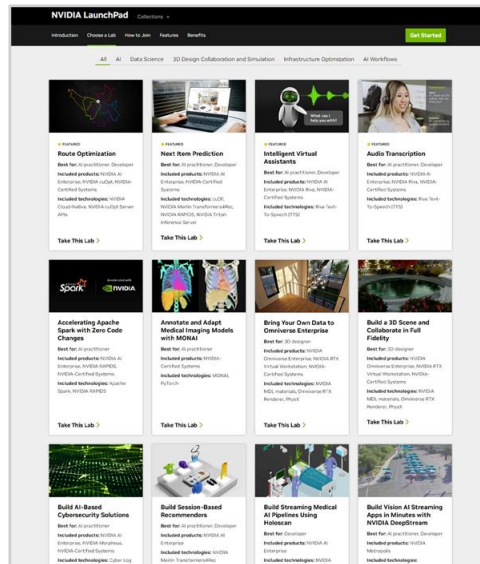 NVIDIA LaunchPad
Collections
Introduction
Choose a Lab
How to Join
Features
Benefits
Get Started
All
AI
Data Science
3D Design Collaboration and Simulation
Infrastructure Optimization
AI Workflows
FEATURED
Route Optimization
Best for: AI practitioner, Developer
Included products: NVIDIA AI
Enterprise, NVIDIA cuOpt, NVIDIA-
Certified Systems
Included technologies: NVIDIA
Cloud-Native, NVIDIA cuOpt Server
APIs
Take This Lab >
FEATURED
Next Item Prediction
Best for: AI practitioner, Developer
Included products: NVIDIA AI
Enterprise, NVIDIA-Certified
Systems
Included technologies: cuDF,
NVIDIA Merlin Transformers4Rec,
NVIDIA RAPIDS, NVIDIA Triton
Inference Server
Take This Lab >
What can I
help you with?
FEATURED
Intelligent Virtual
Assistants
Best for: AI practitioner, Developer
Included products: NVIDIA AI
Enterprise, NVIDIA Riva, NVIDIA-
Certified Systems
Included technologies: Riva Text-
To-Speech (TTS)
Take This Lab >
FEATURED
Audio Transcription
Best for: AI practitioner, Developer
Included products: NVIDIA AI
Enterprise, NVIDIA Riva, NVIDIA-
Certified Systems
Included technologies: Riva Text-
To-Speech (TTS)
Take This Lab >
Spark
NVIDIA
Accelerating Apache
Spark with Zero Code
Changes
Best for: AI practitioner
Included products: NVIDIA AI
Enterprise, NVIDIA RAPIDS,
NVIDIA-Certified Systems
Included technologies: Apache
Spark, NVIDIA RAPIDS
Take This Lab >
Annotate and Adapt
Medical Imaging Models
with MONAI
Best for: AI practitioner
Included products: NVIDIA-
Certified Systems
Included technologies: MONAI,
PyTorch
Take This Lab >
Bring Your Own Data to
Omniverse Enterprise
Best for: 3D designer
Included products: NVIDIA
Omniverse Enterprise, NVIDIA RTX
Virtual Workstation, NVIDIA-
Certified Systems
Included technologies: NVIDIA
MDL materials, Omniverse RTX
Renderer, PhysX
Take This Lab >
Build a 3D Scene and
Collaborate in Full
Fidelity
Best for: 3D designer
Included products: NVIDIA
Omniverse Enterprise, NVIDIA RTX
Virtual Workstation, NVIDIA-
Certified Systems
Included technologies: NVIDIA
MDL materials, Omniverse RTX
Renderer, PhysX
Take This Lab >
Build AI-Based
Cybersecurity Solutions
Best for: AI practitioner
Included products: NVIDIA AI
Enterprise, NVIDIA Morpheus,
NVIDIA-Certified Systems
Included technologies: Cyber Log
Build Session-Based
Recommenders
Best for: AI practitioner, Developer
Included products: NVIDIA AI
Enterprise
Included technologies: NVIDIA
Merlin Transformers4Rec
Build Streaming Medical
AI Pipelines Using
Holoscan
Best for: Developer
Included products: NVIDIA AI
Enterprise
Included technologies: NVIDIA
Build Vision AI Streaming
Apps in Minutes with
NVIDIA DeepStream
Best for: AI practitioner, Developer
Included products: NVIDIA
Metropolis
Included technologies: